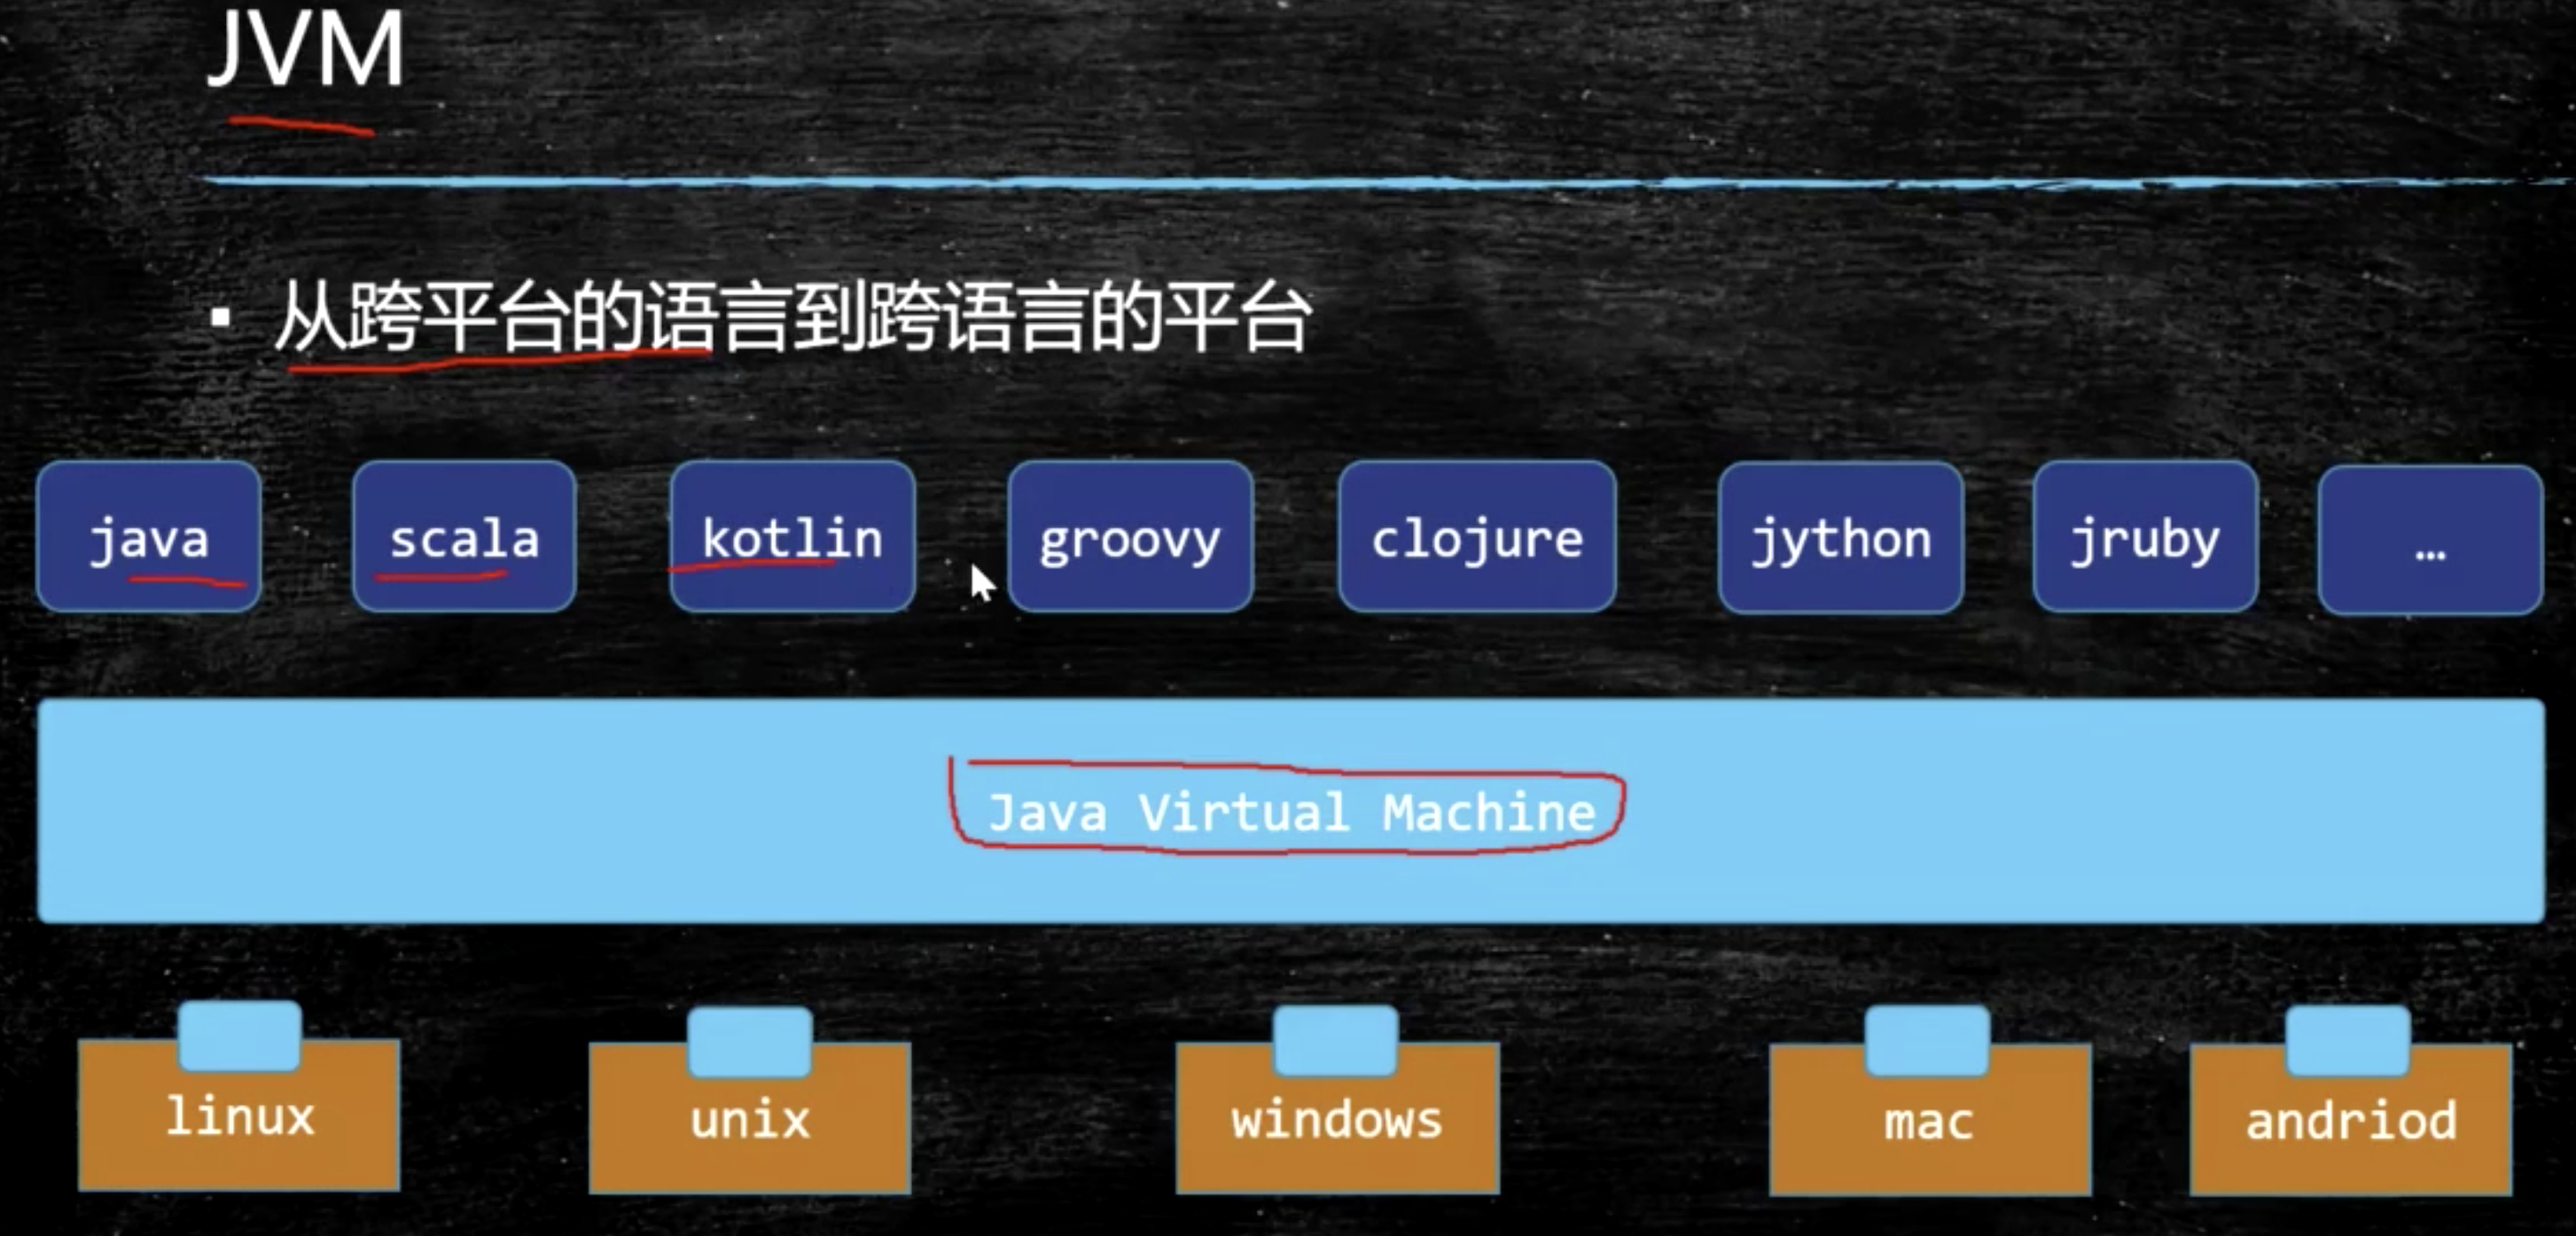 JVM
从跨平台的语言到跨语言的平台
java scala kotlin groovy clojure jython jruby …
Java Virtual Machine
linux unix windows mac andriod